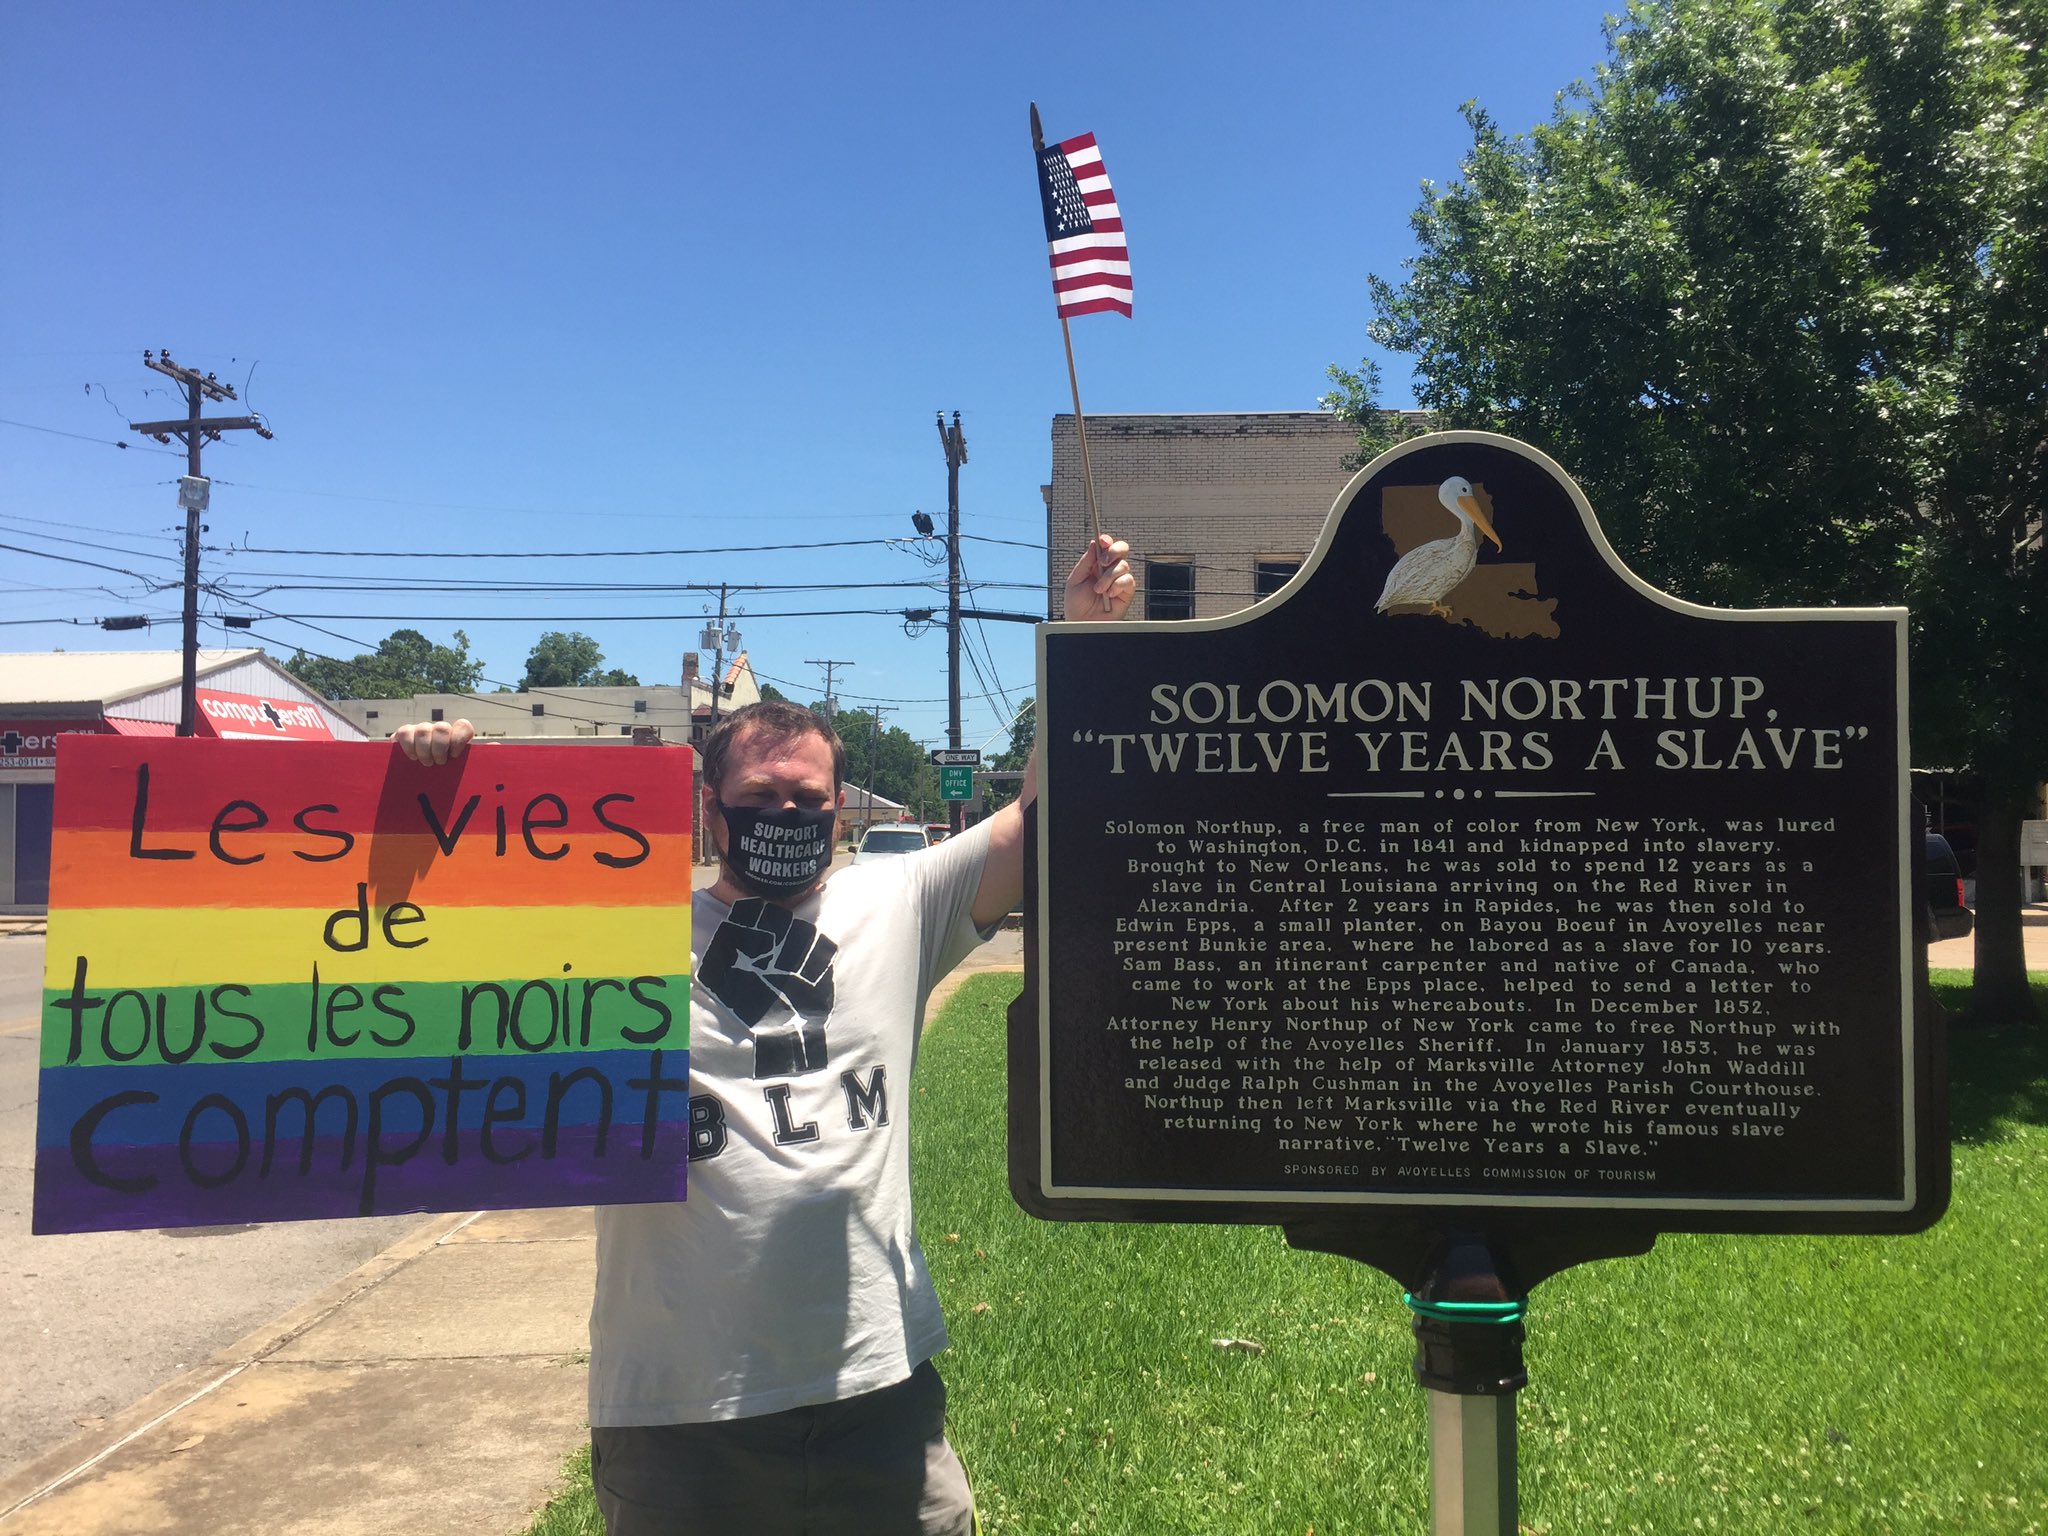 Les vies
de
tous les noirs
comptent
computers911
253-0911
ONE WAY
DMV
OFFICE
SUPPORT
HEALTHCARE
WORKERS
BLM
SOLOMON NORTHUP,
"TWELVE YEARS A SLAVE"
Solomon Northup, a free man of color from New York, was lured
to Washington, D.C. in 1841 and kidnapped into slavery.
Brought to New Orleans, he was sold to spend 12 years as a
slave in Central Louisiana arriving on the Red River in
Alexandria. After 2 years in Rapides, he was then sold to
Edwin Epps, a small planter, on Bayou Boeuf in Avoyelles near
present Bunkie area, where he labored as a slave for 10 years.
Sam Bass, an itinerant carpenter and native of Canada, who
came to work at the Epps place, helped to send a letter to
New York about his whereabouts. In December 1852,
Attorney Henry Northup of New York came to free Northup with
the help of the Avoyelles Sheriff. In January 1853, he was
released with the help of Marksville Attorney John Waddill
and Judge Ralph Cushman in the Avoyelles Parish Courthouse.
Northup then left Marksville via the Red River eventually
returning to New York where he wrote his famous slave
narrative, "Twelve Years a Slave."
SPONSORED BY AVOYELLES COMMISSION OF TOURISM